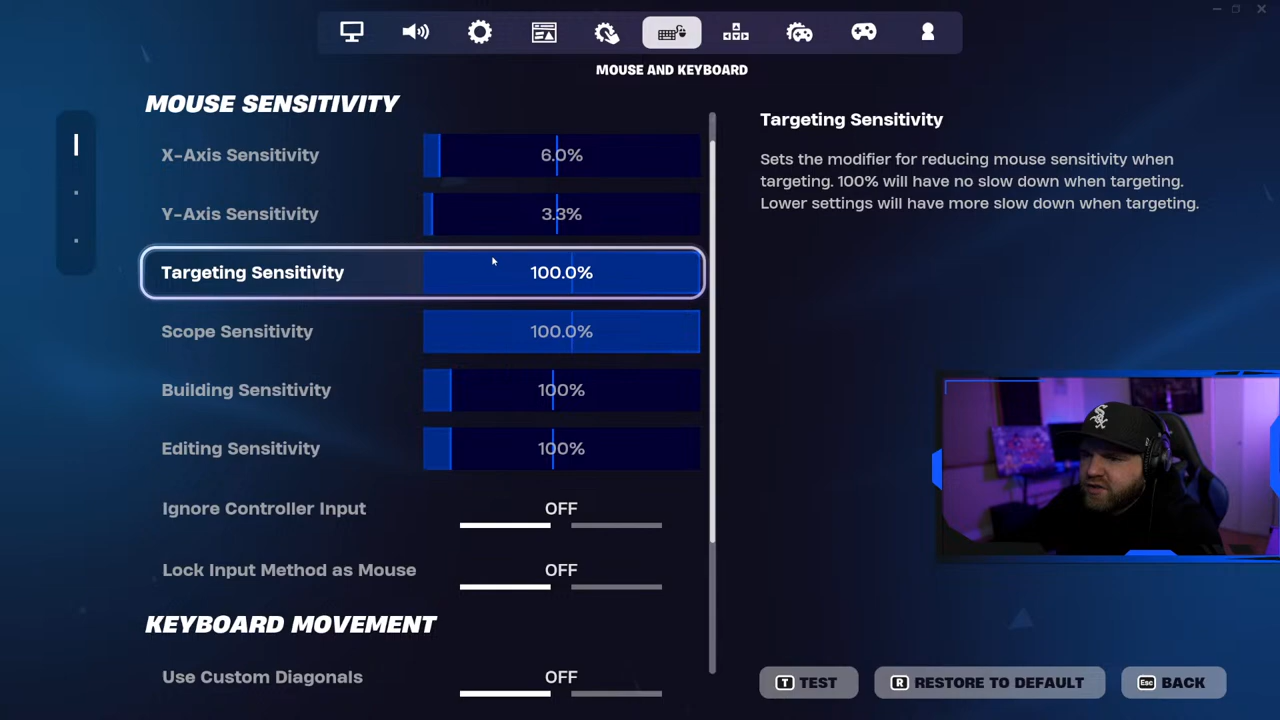 MOUSE AND KEYBOARD
MOUSE SENSITIVITY
X-Axis Sensitivity 6.0%
Y-Axis Sensitivity 3.3%
Targeting Sensitivity 100.0%
Scope Sensitivity 100.0%
Building Sensitivity 100%
Editing Sensitivity 100%
Ignore Controller Input OFF
Lock Input Method as Mouse OFF
KEYBOARD MOVEMENT
Use Custom Diagonals OFF
Targeting Sensitivity
Sets the modifier for reducing mouse sensitivity when
targeting. 100% will have no slow down when targeting.
Lower settings will have more slow down when targeting.
SOX
T TEST
R RESTORE TO DEFAULT
Esc BACK